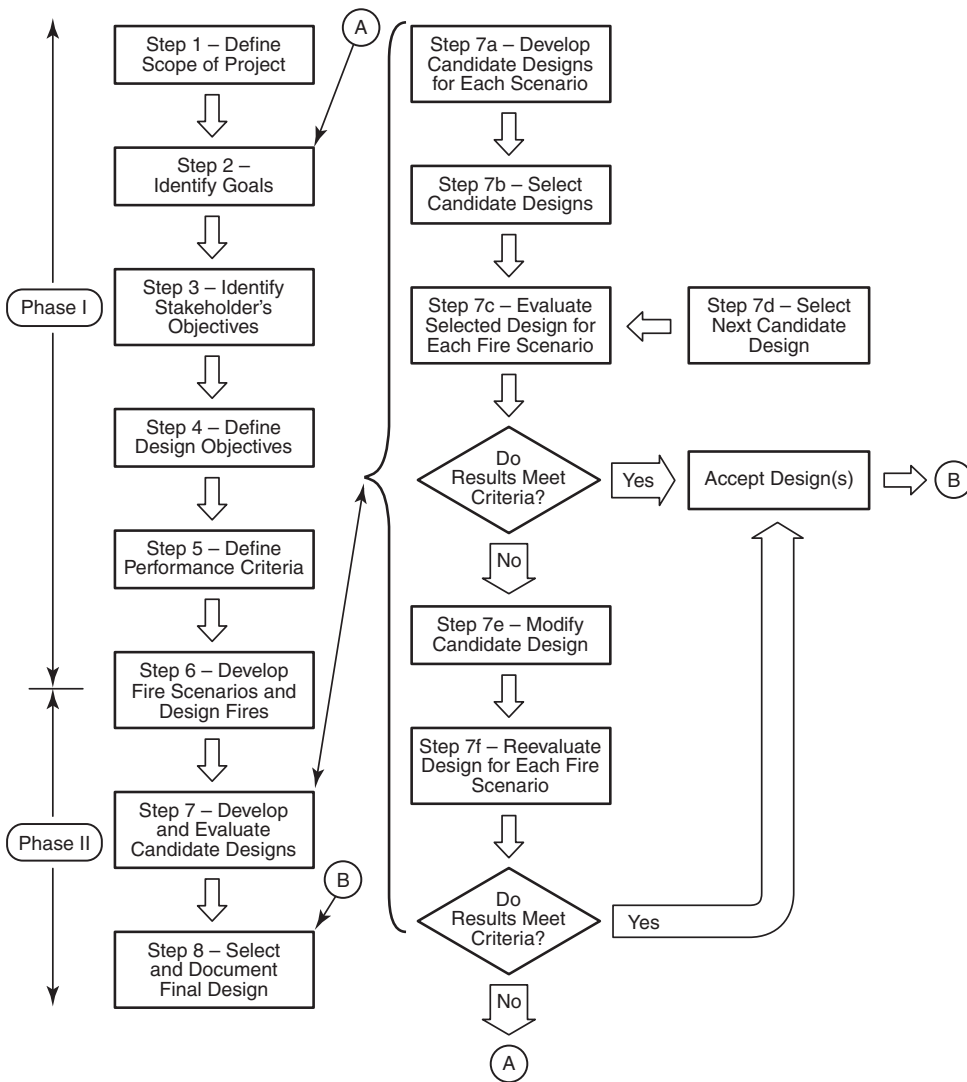 Step 1 – Define
Scope of Project
A
Step 2 –
Identify Goals
Step 3 – Identify
Stakeholder’s
Objectives
Phase I
Step 4 – Define
Design Objectives
Step 5 – Define
Performance Criteria
Step 6 – Develop
Fire Scenarios and
Design Fires
Step 7 – Develop
and Evaluate
Candidate Designs
Phase II
B
Step 8 – Select
and Document
Final Design
Step 7a – Develop
Candidate Designs
for Each Scenario
Step 7b – Select
Candidate Designs
Step 7c – Evaluate
Selected Design for
Each Fire Scenario
Step 7d – Select
Next Candidate
Design
Do
Results Meet
Criteria?
Yes
Accept Design(s)
B
No
Step 7e – Modify
Candidate Design
Step 7f – Reevaluate
Design for Each Fire
Scenario
Do
Results Meet
Criteria?
Yes
No
A